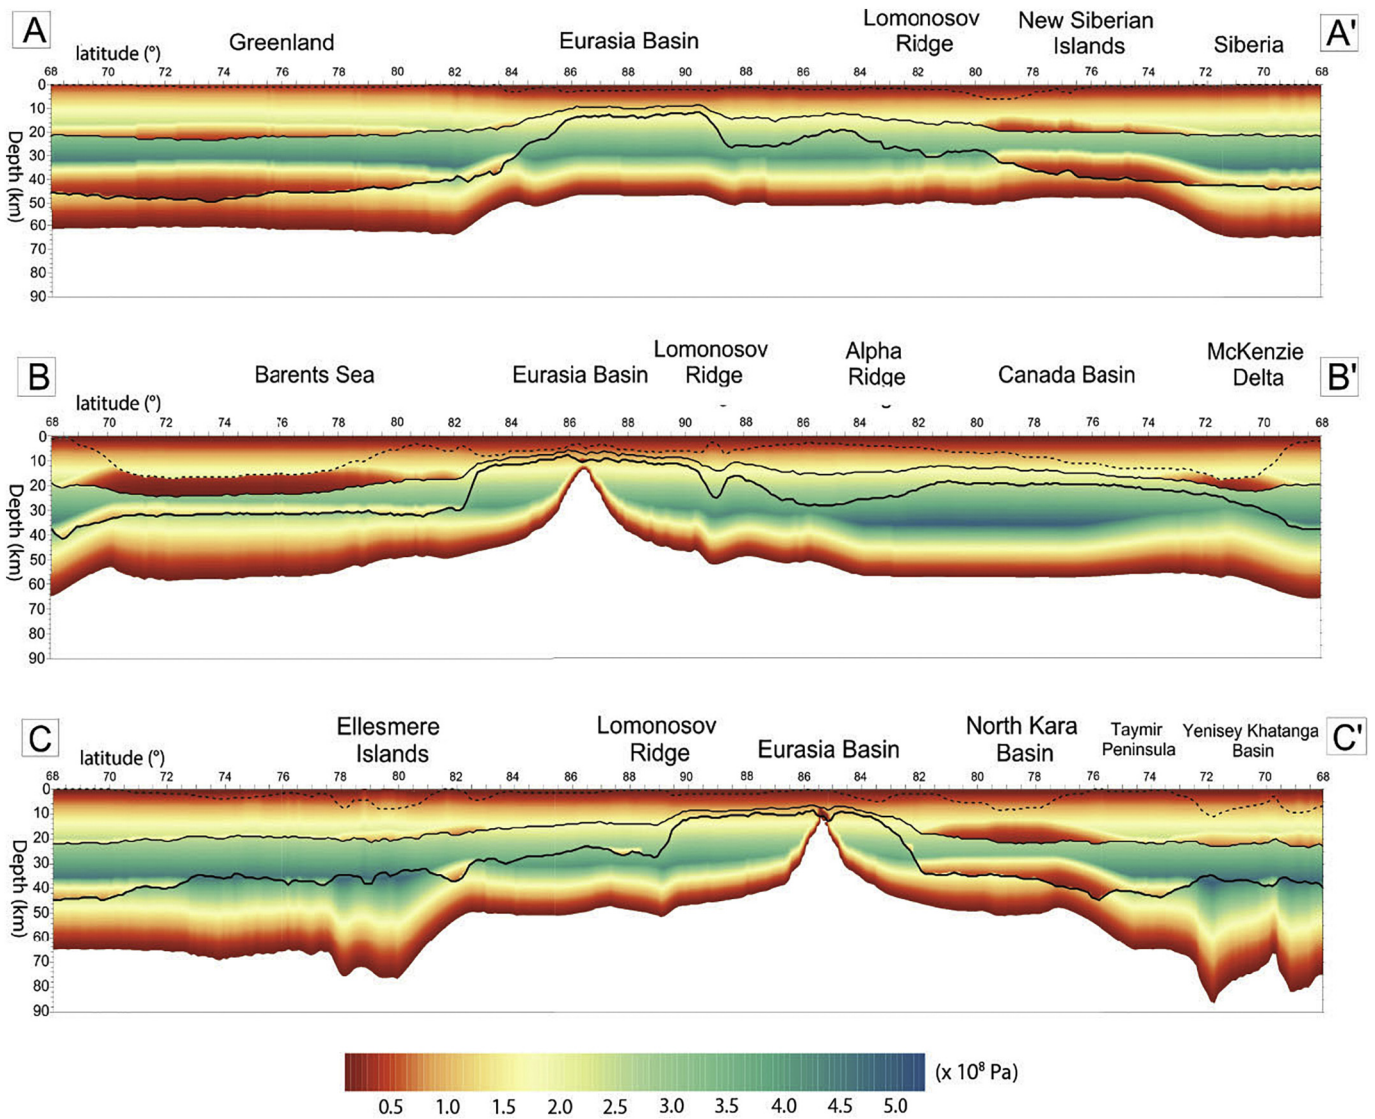 A
Greenland
Eurasia Basin
Lomonosov
Ridge
New Siberian
Islands
Siberia
A'
latitude (°)
68 70 72 74 76 78 80 82 84 86 88 90 88 86 84 82 80 78 76 74 72 70 68
Depth (km)
0
10
20
30
40
50
60
70
80
90
B
Barents Sea
Eurasia Basin
Lomonosov
Ridge
Alpha
Ridge
Canada Basin
McKenzie
Delta
B'
latitude (°)
68 70 72 74 76 78 80 82 84 86 88 90 88 86 84 82 80 78 76 74 72 70 68
Depth (km)
0
10
20
30
40
50
60
70
80
90
C
Ellesmere
Islands
Lomonosov
Ridge
Eurasia Basin
North Kara
Basin
Taymir
Peninsula
Yenisey Khatanga
Basin
C'
latitude (°)
68 70 72 74 76 78 80 82 84 86 88 90 88 86 84 82 80 78 76 74 72 70 68
Depth (km)
0
10
20
30
40
50
60
70
80
90
(x 10⁸ Pa)
0.5 1.0 1.5 2.0 2.5 3.0 3.5 4.0 4.5 5.0